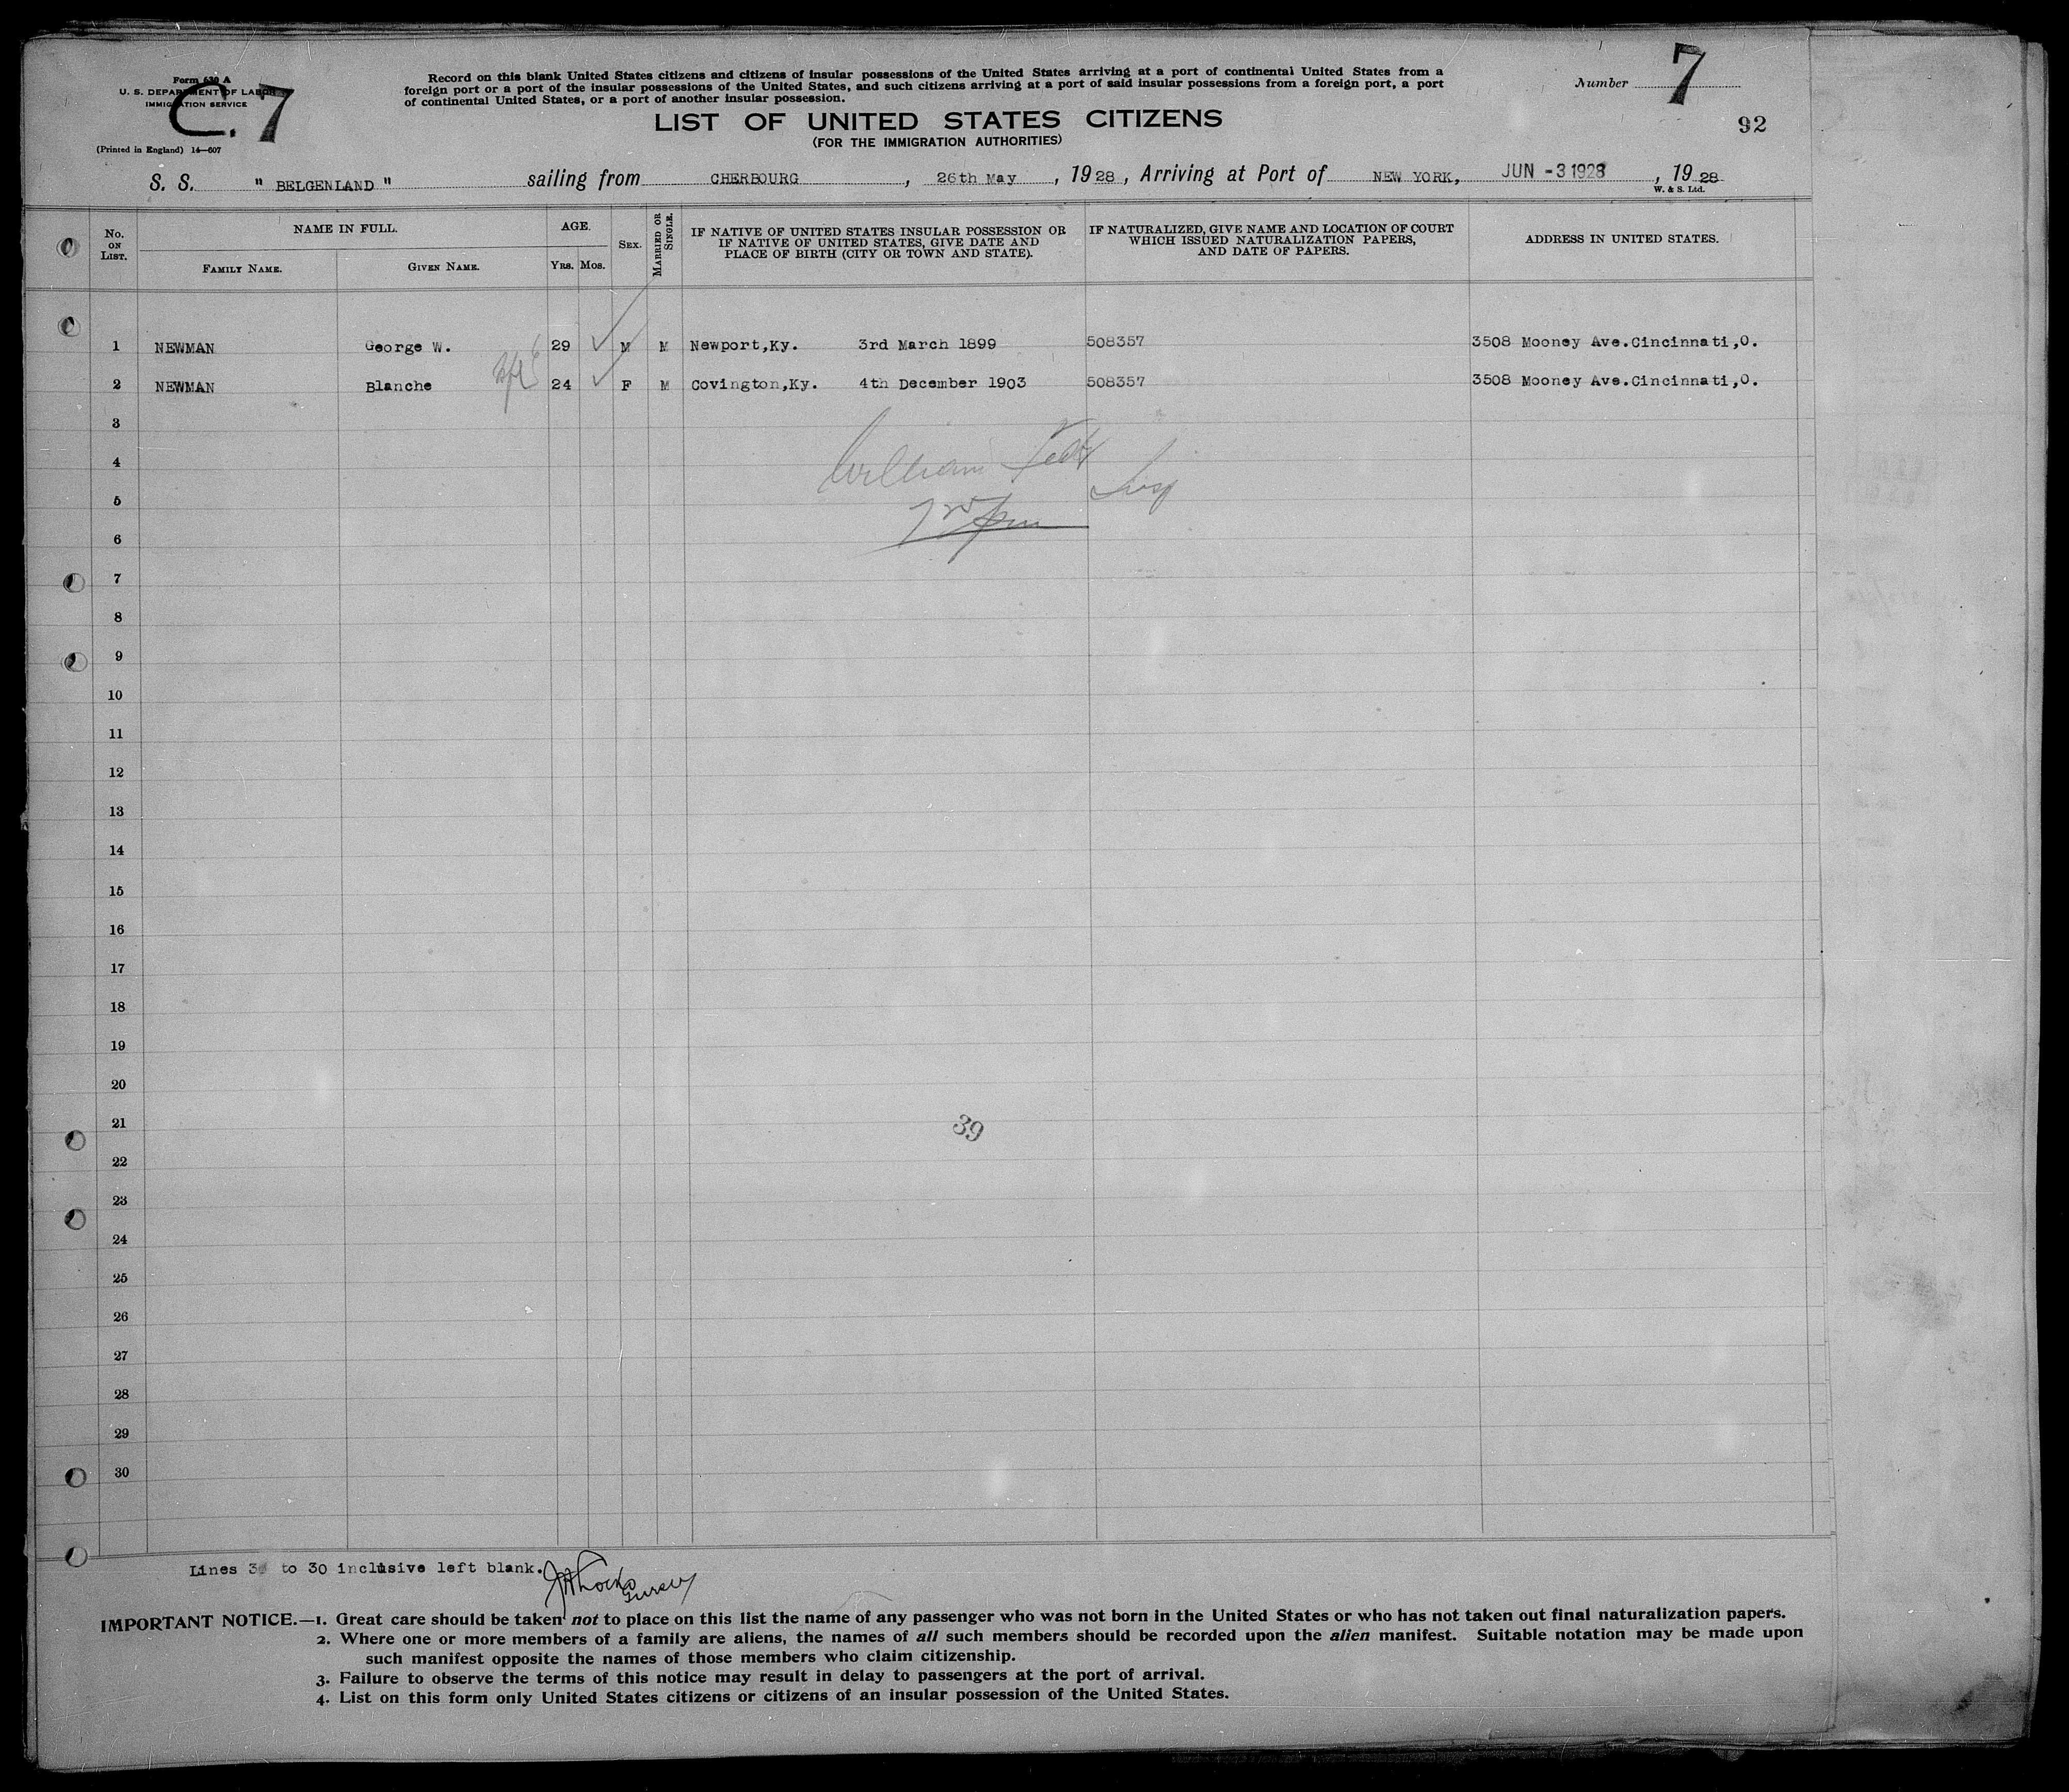 Form 630 A
U. S. DEPARTMENT OF LABOR
IMMIGRATION SERVICE
C. 7
(Printed in England) 14—607
Record on this blank United States citizens and citizens of insular possessions of the United States arriving at a port of continental United States from a
foreign port or a port of the insular possessions of the United States, and such citizens arriving at a port of said insular possessions from a foreign port, a port
of continental United States, or a port of another insular possession.
Number 7
92
LIST OF UNITED STATES CITIZENS
(FOR THE IMMIGRATION AUTHORITIES)
S. S. " BELGENLAND " sailing from CHERBOURG, 26th May, 1928, Arriving at Port of NEW YORK, JUN -3 1928, 1928
W. & S. Ltd.
No. ON LIST.
NAME IN FULL.
FAMILY NAME.
GIVEN NAME.
AGE.
YRS.
MOS.
SEX.
MARRIED OR SINGLE.
IF NATIVE OF UNITED STATES INSULAR POSSESSION OR
IF NATIVE OF UNITED STATES, GIVE DATE AND
PLACE OF BIRTH (CITY OR TOWN AND STATE).
IF NATURALIZED, GIVE NAME AND LOCATION OF COURT
WHICH ISSUED NATURALIZATION PAPERS,
AND DATE OF PAPERS.
ADDRESS IN UNITED STATES.
1 NEWMAN George W. 29 M M Newport,Ky. 3rd March 1899 508357 3508 Mooney Ave.Cincinnati,O.
2 NEWMAN Blanche 24 F M Covington,Ky. 4th December 1903 508357 3508 Mooney Ave.Cincinnati,O.
3
4 William
Insp
5
6
7
8
9
10
11
12
13
14
15
16
17
18
19
20
21
39
22
23
24
25
26
27
28
29
30
Lines 3 to 30 inclusive left blank.
Purser
IMPORTANT NOTICE.—1. Great care should be taken not to place on this list the name of any passenger who was not born in the United States or who has not taken out final naturalization papers.
2. Where one or more members of a family are aliens, the names of all such members should be recorded upon the alien manifest. Suitable notation may be made upon
such manifest opposite the names of those members who claim citizenship.
3. Failure to observe the terms of this notice may result in delay to passengers at the port of arrival.
4. List on this form only United States citizens or citizens of an insular possession of the United States.